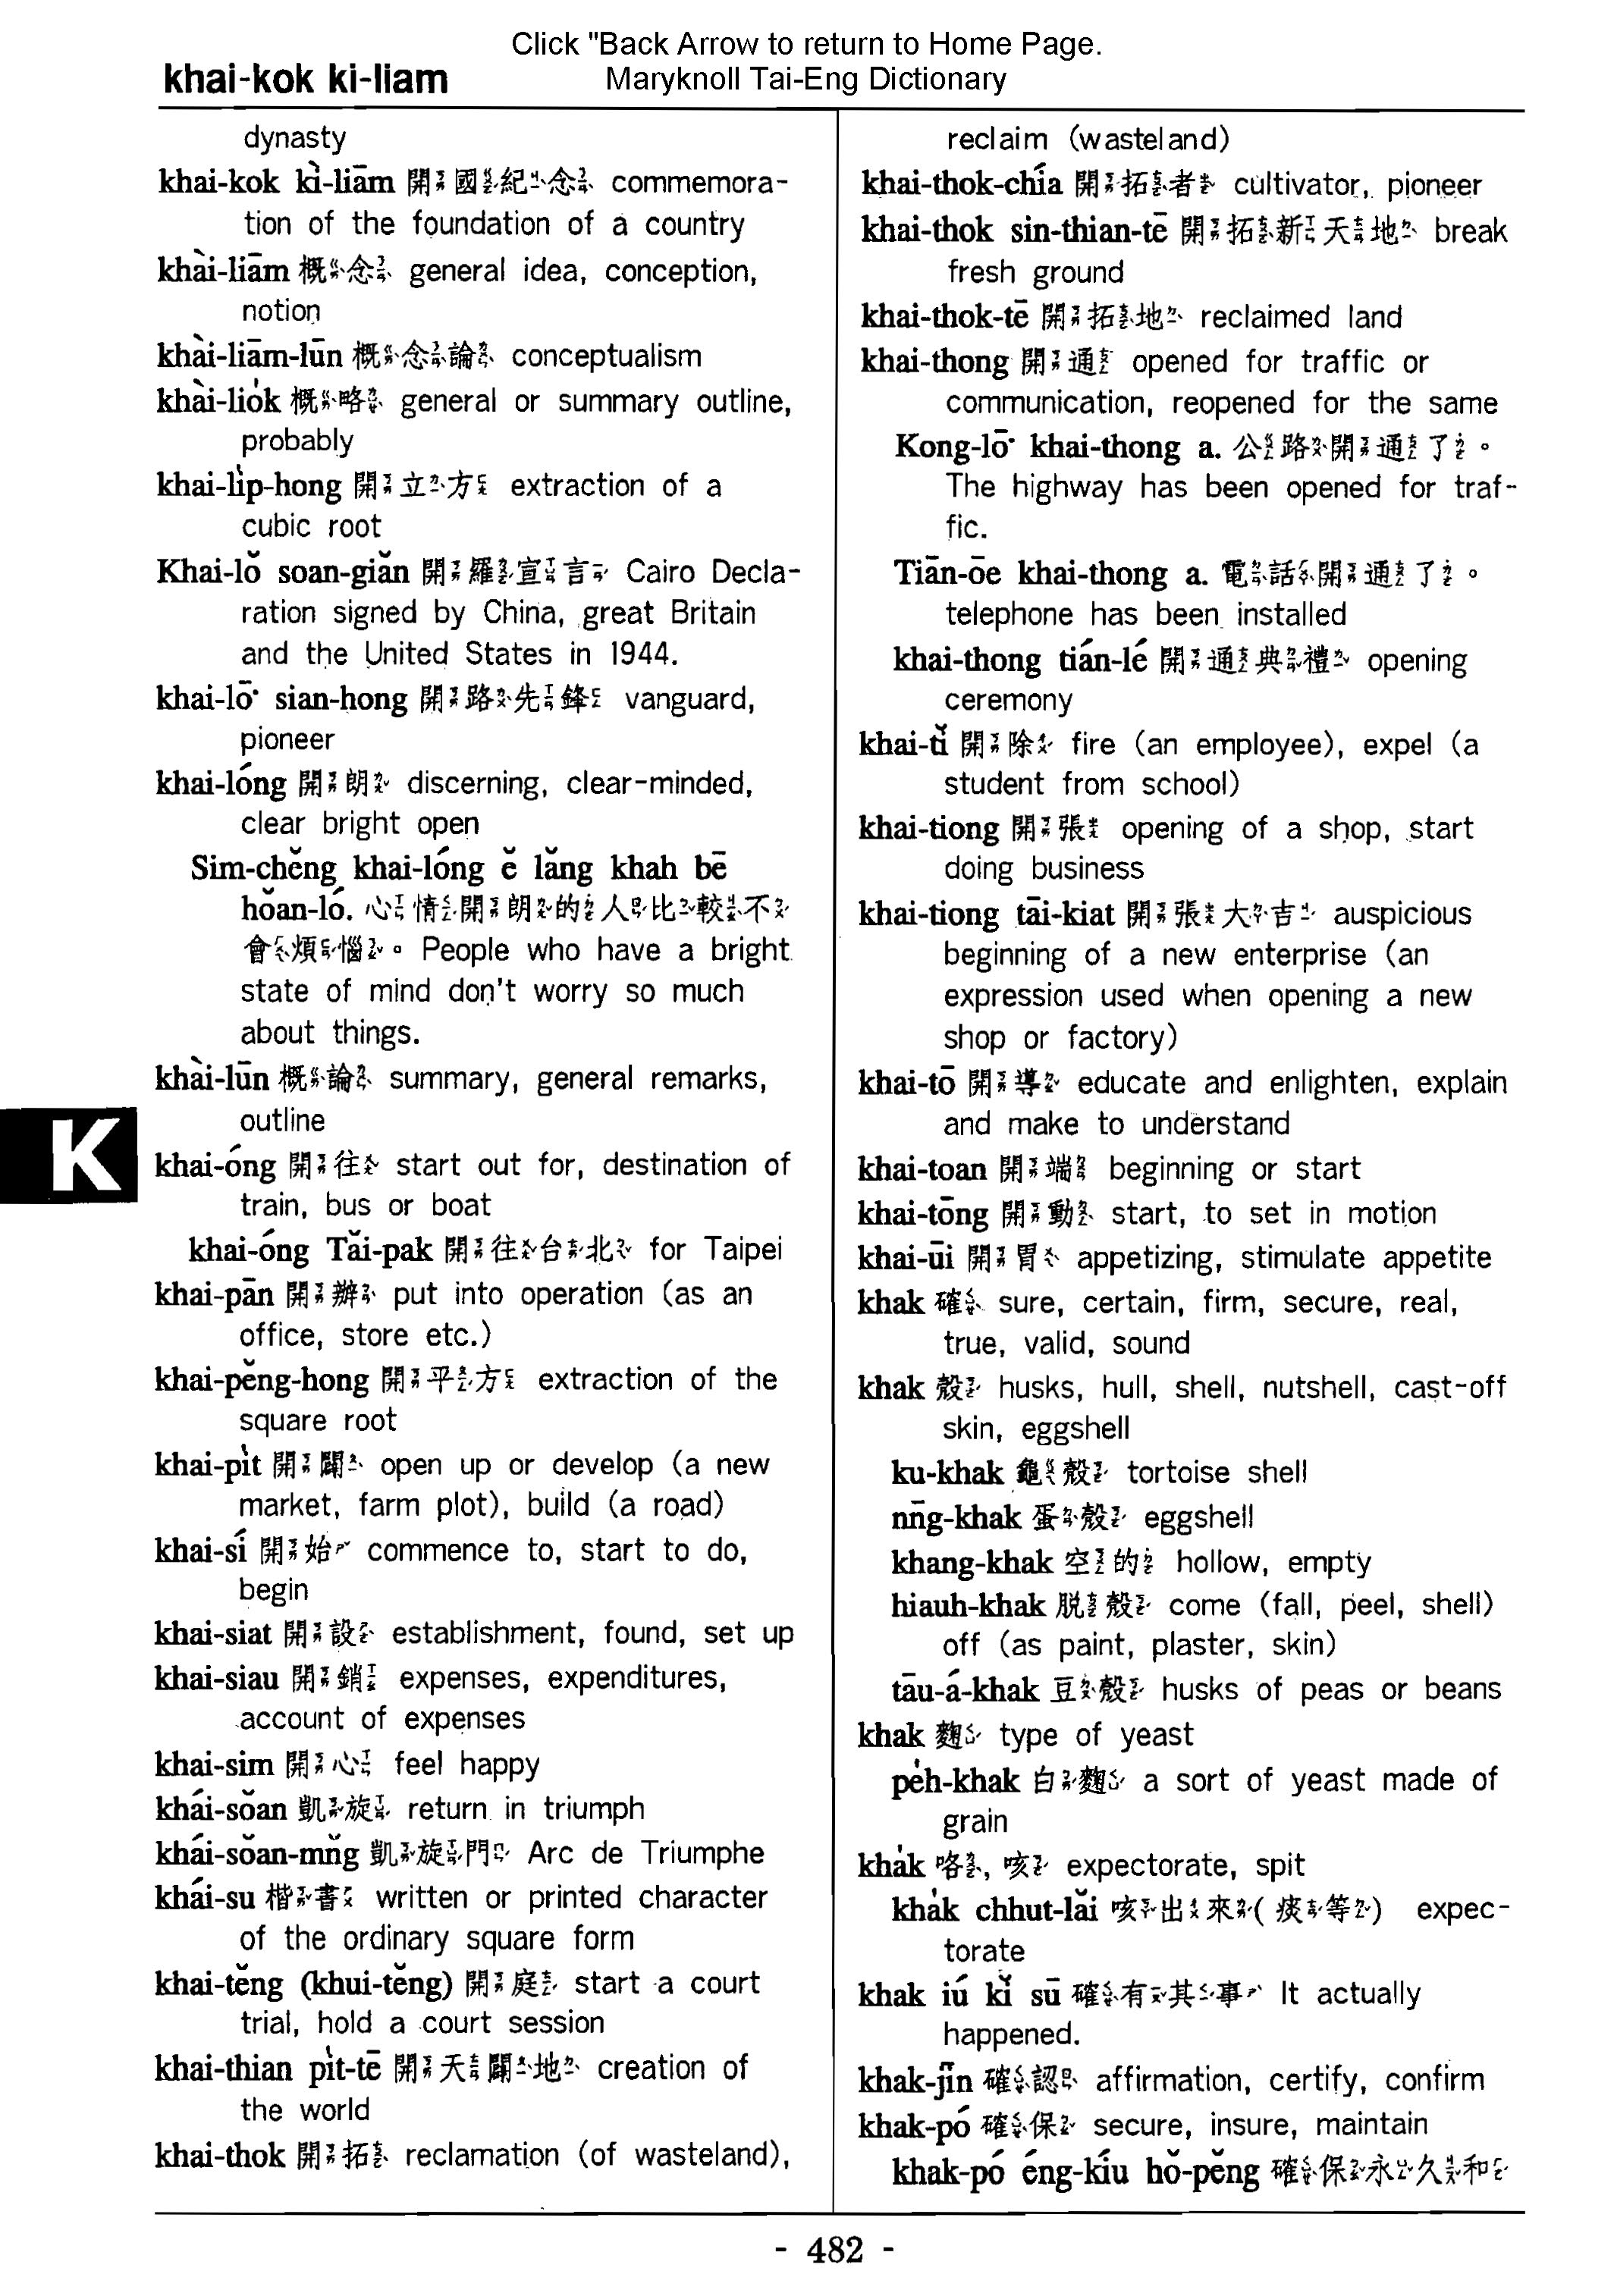 Click "Back Arrow to return to Home Page.
khai-kok ki-liam
Maryknoll Tai-Eng Dictionary
dynasty
khai-kok kì-liām 開國紀念 commemora-
tion of the foundation of a country
khài-liām 概念 general idea, conception,
notion
khài-liām-lūn 概念論 conceptualism
khài-lio̍k 概略 general or summary outline,
probably
khai-li̍p-hong 開立方 extraction of a
cubic root
Khai-lŏ soan-giăn 開羅宣言 Cairo Decla-
ration signed by China, great Britain
and the United States in 1944.
khai-lō͘ sian-hong 開路先鋒 vanguard,
pioneer
khai-lóng 開朗 discerning, clear-minded,
clear bright open
Sim-chĕng khai-lóng ĕ lăng khah bē
hŏan-ló. 心情開朗的人比較不
會煩惱。 People who have a bright
state of mind don't worry so much
about things.
khài-lūn 概論 summary, general remarks,
outline
khai-óng 開往 start out for, destination of
train, bus or boat
khai-óng Tăi-pak 開往台北 for Taipei
khai-pān 開辦 put into operation (as an
office, store etc.)
khai-pĕng-hong 開平方 extraction of the
square root
khai-pi̍t 開闢 open up or develop (a new
market, farm plot), build (a road)
khai-sí 開始 commence to, start to do,
begin
khai-siat 開設 establishment, found, set up
khai-siau 開銷 expenses, expenditures,
account of expenses
khai-sim 開心 feel happy
khái-sŏan 凱旋 return in triumph
khái-sŏan-mn̆g 凱旋門 Arc de Triumphe
khái-su 楷書 written or printed character
of the ordinary square form
khai-tĕng (khui-tĕng) 開庭 start a court
trial, hold a court session
khai-thian pi̍t-tē 開天闢地 creation of
the world
khai-thok 開拓 reclamation (of wasteland),
reclaim (wasteland)
khai-thok-chía 開拓者 cultivator, pioneer
khai-thok sin-thian-tē 開拓新天地 break
fresh ground
khai-thok-tē 開拓地 reclaimed land
khai-thong 開通 opened for traffic or
communication, reopened for the same
Kong-lō͘ khai-thong a. 公路開通了。
The highway has been opened for traf-
fic.
Tiān-ōe khai-thong a. 電話開通了。
telephone has been installed
khai-thong tián-lé 開通典禮 opening
ceremony
khai-tĭ 開除 fire (an employee), expel (a
student from school)
khai-tiong 開張 opening of a shop, start
doing business
khai-tiong tāi-kiat 開張大吉 auspicious
beginning of a new enterprise (an
expression used when opening a new
shop or factory)
khai-tō 開導 educate and enlighten, explain
and make to understand
khai-toan 開端 beginning or start
khai-tōng 開動 start, to set in motion
khai-ūi 開胃 appetizing, stimulate appetite
khak 確 sure, certain, firm, secure, real,
true, valid, sound
khak 殼 husks, hull, shell, nutshell, cast-off
skin, eggshell
ku-khak 龜殼 tortoise shell
nn̄g-khak 蛋殼 eggshell
khang-khak 空的 hollow, empty
hiauh-khak 脱殼 come (fall, peel, shell)
off (as paint, plaster, skin)
tāu-á-khak 豆殼 husks of peas or beans
khak 麴 type of yeast
pe̍h-khak 白麴 a sort of yeast made of
grain
kha̍k 咯, 咳 expectorate, spit
kha̍k chhut-lăi 咳出來(痰等) expec-
torate
khak iú kĭ sū 確有其事 It actually
happened.
khak-jīn 確認 affirmation, certify, confirm
khak-pó 確保 secure, insure, maintain
khak-pó éng-kíu hŏ-pĕng 確保永久和
K
- 482 -